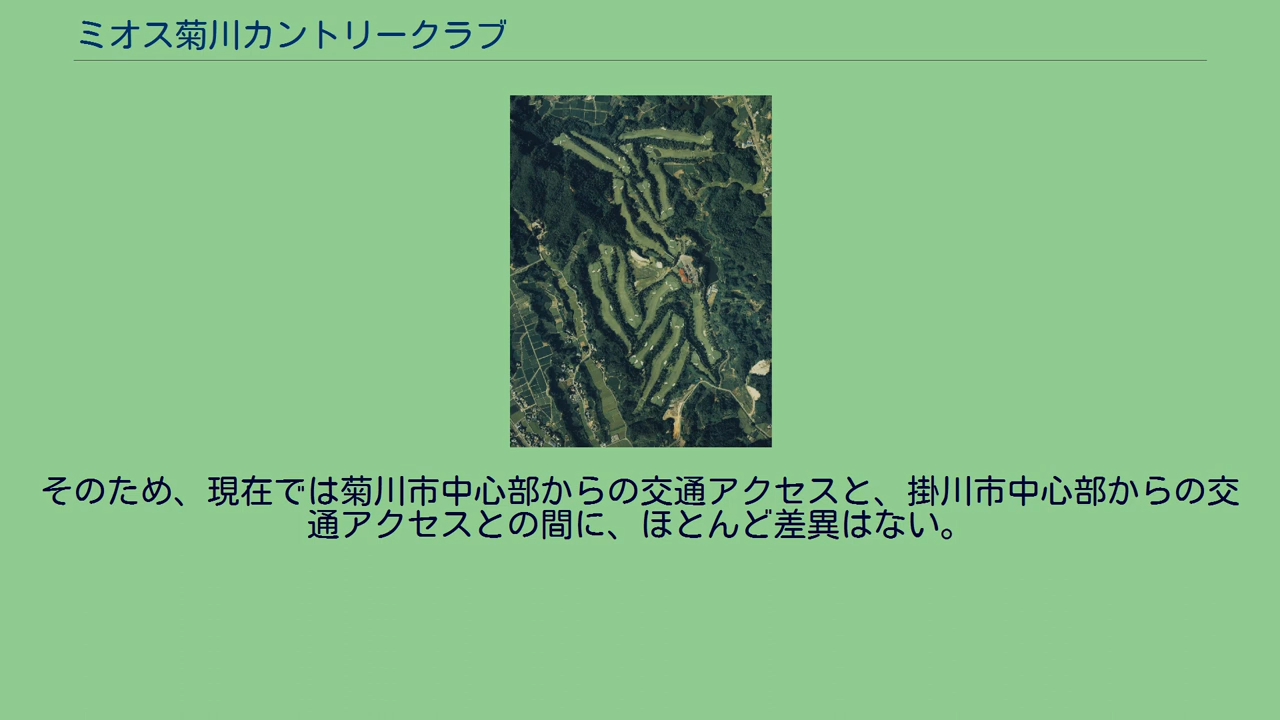 ミオス菊川カントリークラブ
そのため、現在では菊川市中心部からの交通アクセスと、掛川市中心部からの交
通アクセスとの間に、ほとんど差異はない。